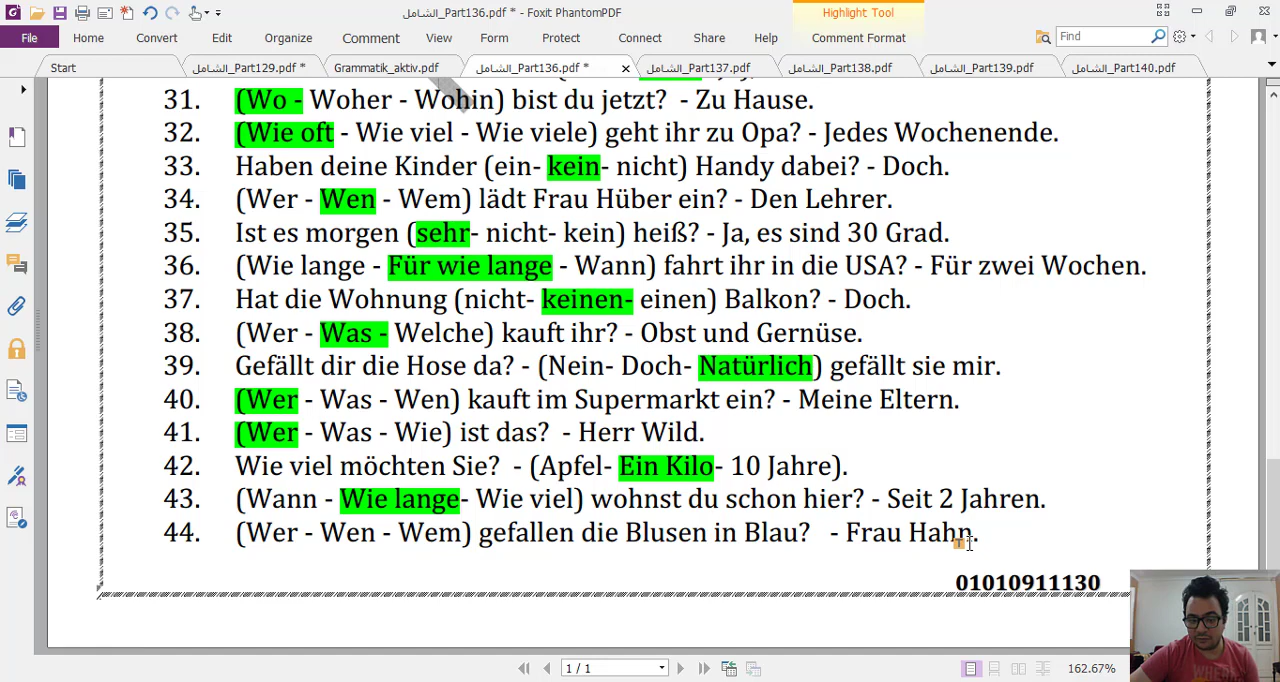 الشامل_Part136.pdf * - Foxit PhantomPDF
Highlight Tool
File Home Convert Edit Organize Comment View Form Protect Connect Share Help Comment Format Find
Start الشامل_Part129.pdf * Grammatik_aktiv.pdf الشامل_Part136.pdf * الشامل_Part137.pdf الشامل_Part138.pdf الشامل_Part139.pdf الشامل_Part140.pdf
31. (Wo - Woher - Wohin) bist du jetzt? - Zu Hause.
32. (Wie oft - Wie viel - Wie viele) geht ihr zu Opa? - Jedes Wochenende.
33. Haben deine Kinder (ein- kein- nicht) Handy dabei? - Doch.
34. (Wer - Wen - Wem) lädt Frau Hüber ein? - Den Lehrer.
35. Ist es morgen (sehr- nicht- kein) heiß? - Ja, es sind 30 Grad.
36. (Wie lange - Für wie lange - Wann) fahrt ihr in die USA? - Für zwei Wochen.
37. Hat die Wohnung (nicht- keinen- einen) Balkon? - Doch.
38. (Wer - Was - Welche) kauft ihr? - Obst und Gernüse.
39. Gefällt dir die Hose da? - (Nein- Doch- Natürlich) gefällt sie mir.
40. (Wer - Was - Wen) kauft im Supermarkt ein? - Meine Eltern.
41. (Wer - Was - Wie) ist das? - Herr Wild.
42. Wie viel möchten Sie? - (Apfel- Ein Kilo- 10 Jahre).
43. (Wann - Wie lange- Wie viel) wohnst du schon hier? - Seit 2 Jahren.
44. (Wer - Wen - Wem) gefallen die Blusen in Blau? - Frau Hahn.
01010911130
1 / 1 162.67%